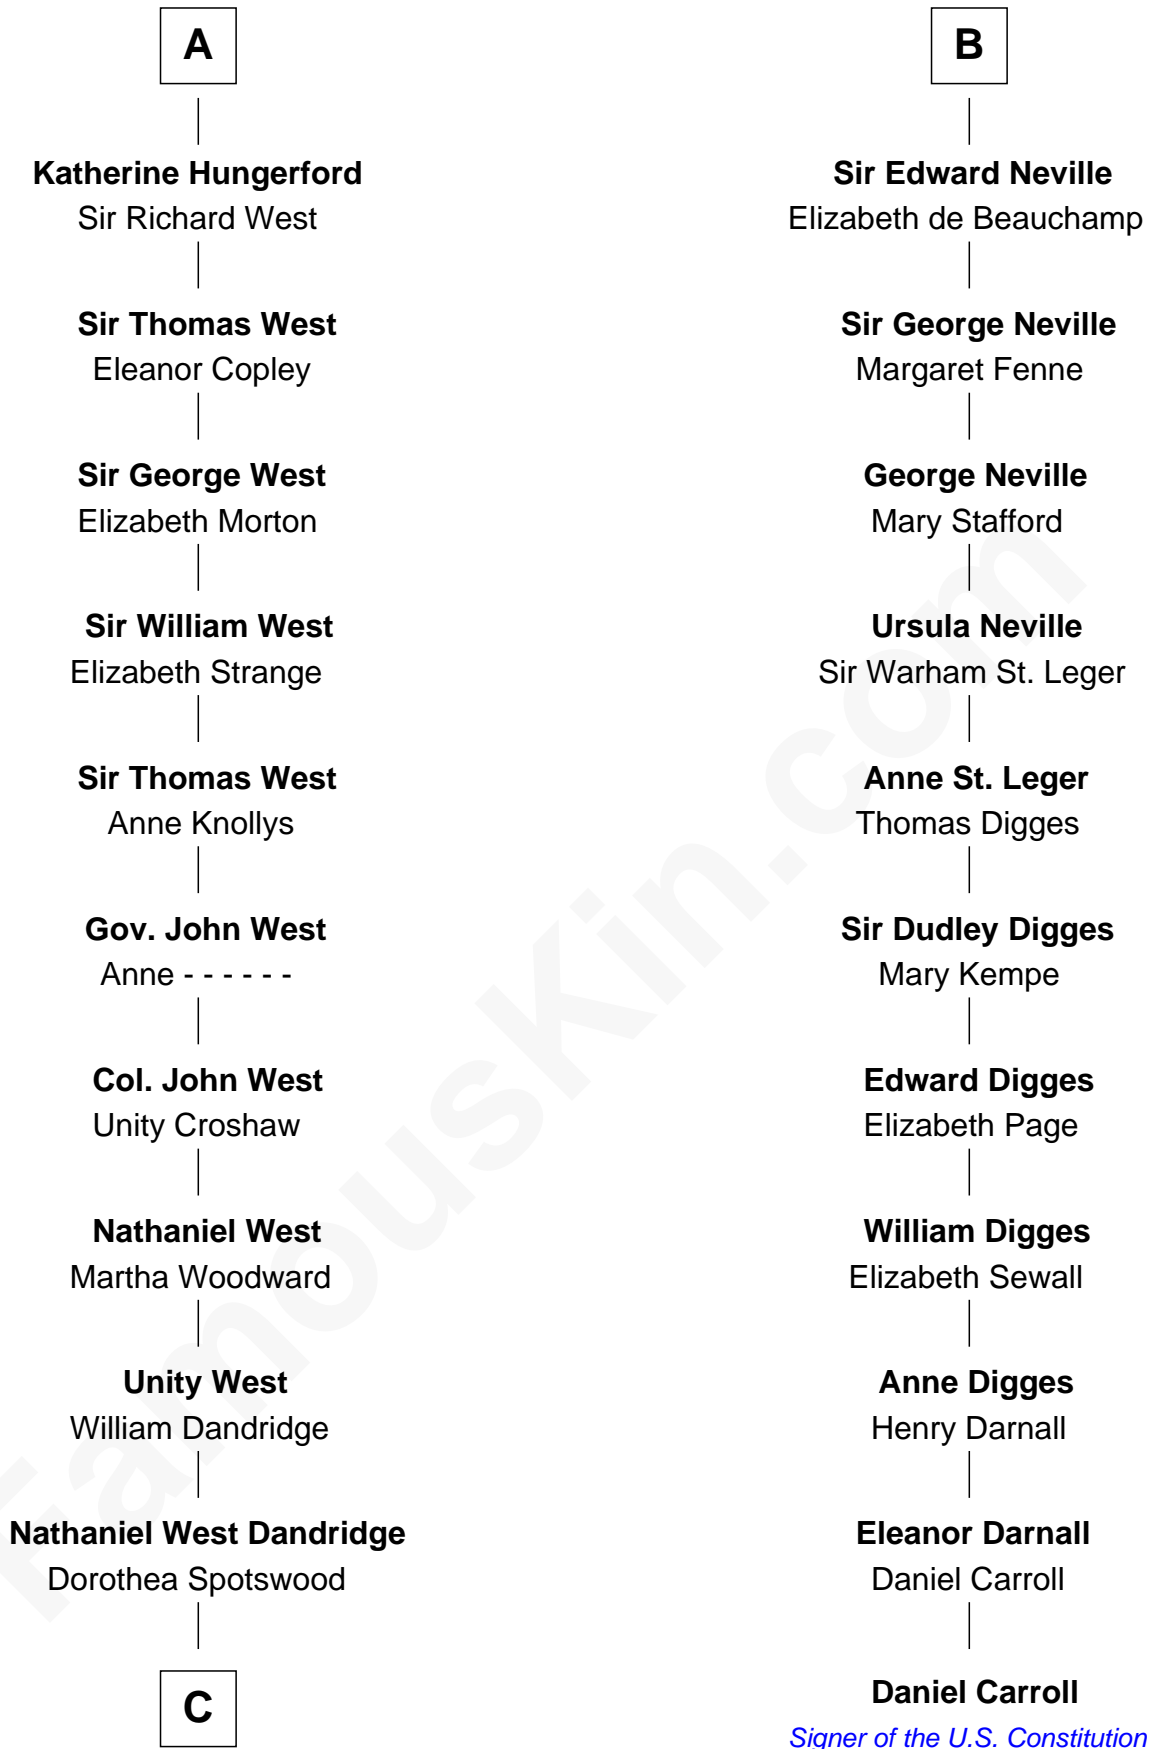 A
Katherine Hungerford
Sir Richard West
Sir Thomas West
Eleanor Copley
Sir George West
Elizabeth Morton
Sir William West
Elizabeth Strange
Sir Thomas West
Anne Knollys
Gov. John West
Anne - - - - - -
Col. John West
Unity Croshaw
Nathaniel West
Martha Woodward
Unity West
William Dandridge
Nathaniel West Dandridge
Dorothea Spotswood
C
B
Sir Edward Neville
Elizabeth de Beauchamp
Sir George Neville
Margaret Fenne
George Neville
Mary Stafford
Ursula Neville
Sir Warham St. Leger
Anne St. Leger
Thomas Digges
Sir Dudley Digges
Mary Kempe
Edward Digges
Elizabeth Page
William Digges
Elizabeth Sewall
Anne Digges
Henry Darnall
Eleanor Darnall
Daniel Carroll
Daniel Carroll
Signer of the U.S. Constitution
FamousKin.com